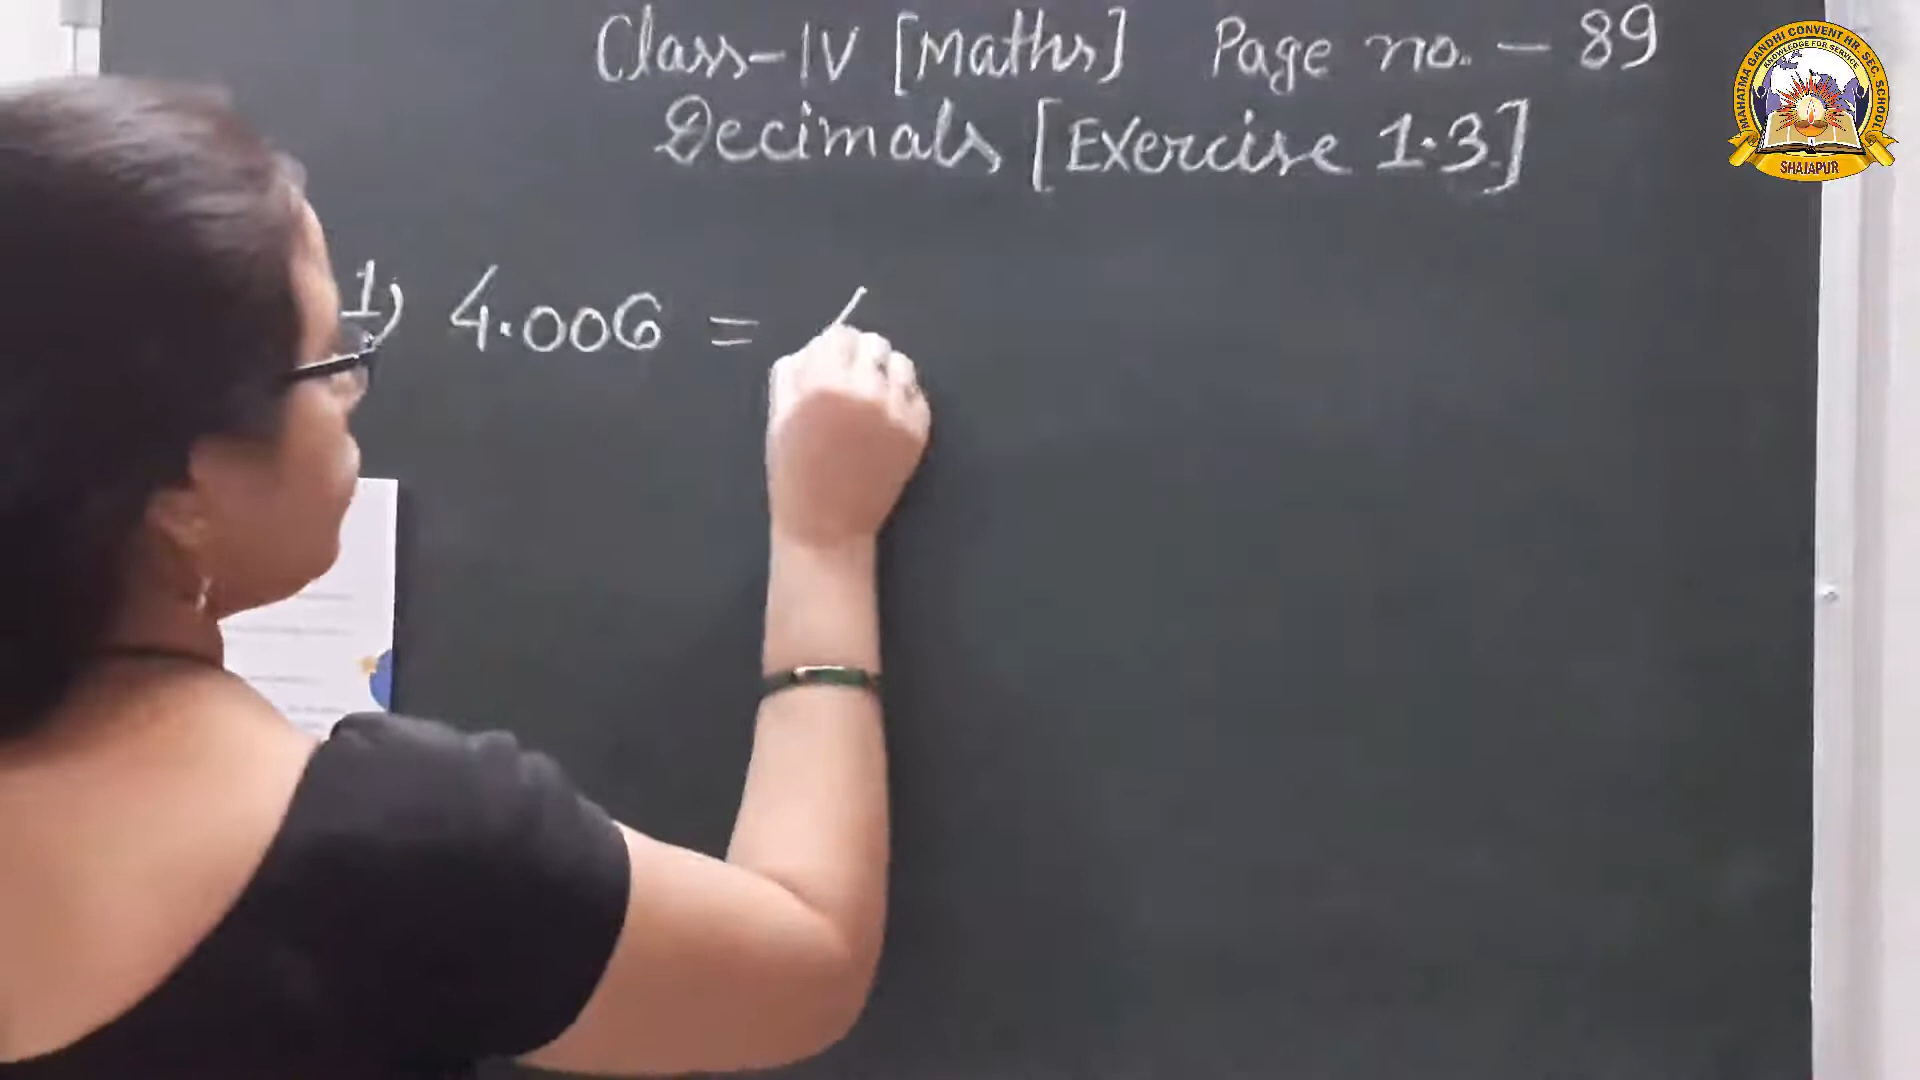 Class-IV [Maths] Page no. - 89
Decimals [Exercise 1.3]
1) 4.006 =
MAHATMA GANDHI CONVENT HR. SEC. SCHOOL
KNOWLEDGE FOR SERVICE
SHAJAPUR